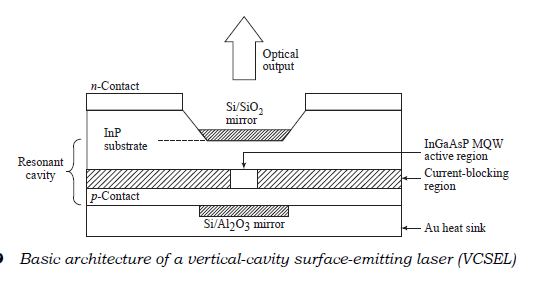 Optical
output
n-Contact
Si/SiO2
mirror
InP
substrate
InGaAsP MQW
active region
Resonant
cavity
Current-blocking
region
p-Contact
Si/Al2O3 mirror
Au heat sink
Basic architecture of a vertical-cavity surface-emitting laser (VCSEL)